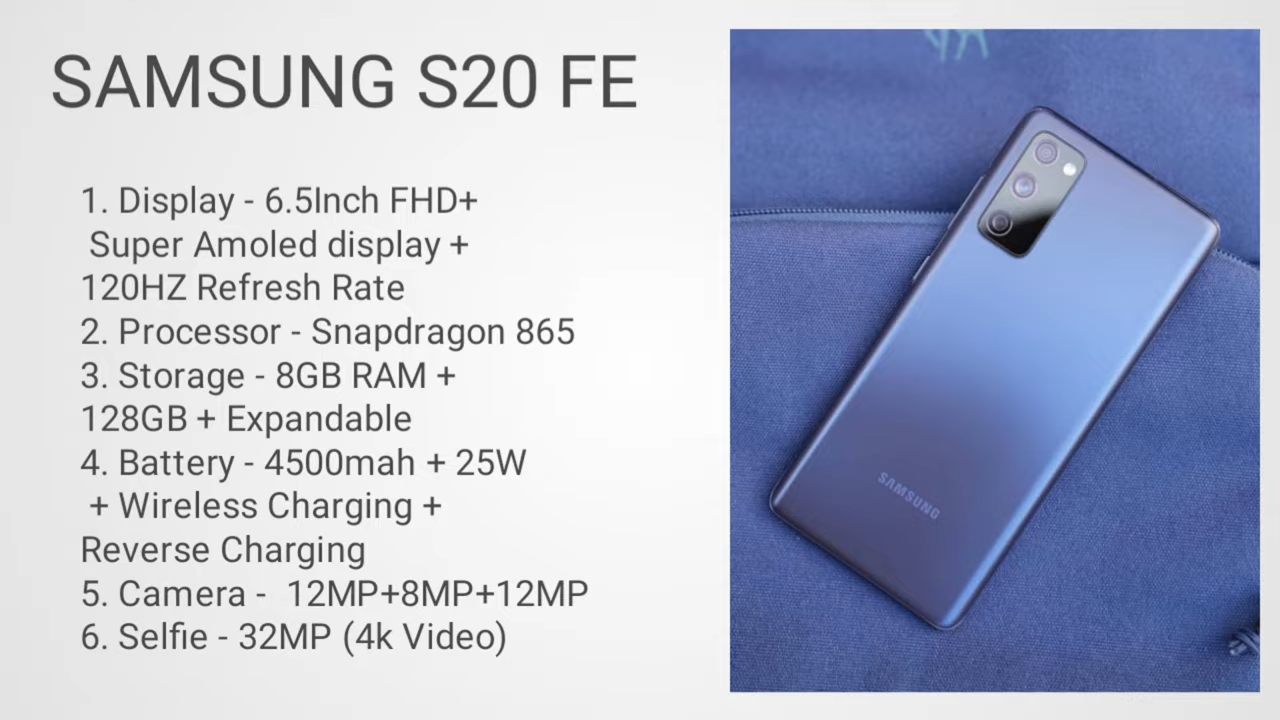 SAMSUNG S20 FE
1. Display - 6.5Inch FHD+
Super Amoled display +
120HZ Refresh Rate
2. Processor - Snapdragon 865
3. Storage - 8GB RAM +
128GB + Expandable
4. Battery - 4500mah + 25W
+ Wireless Charging +
Reverse Charging
5. Camera -  12MP+8MP+12MP
6. Selfie - 32MP (4k Video)
SAMSUNG